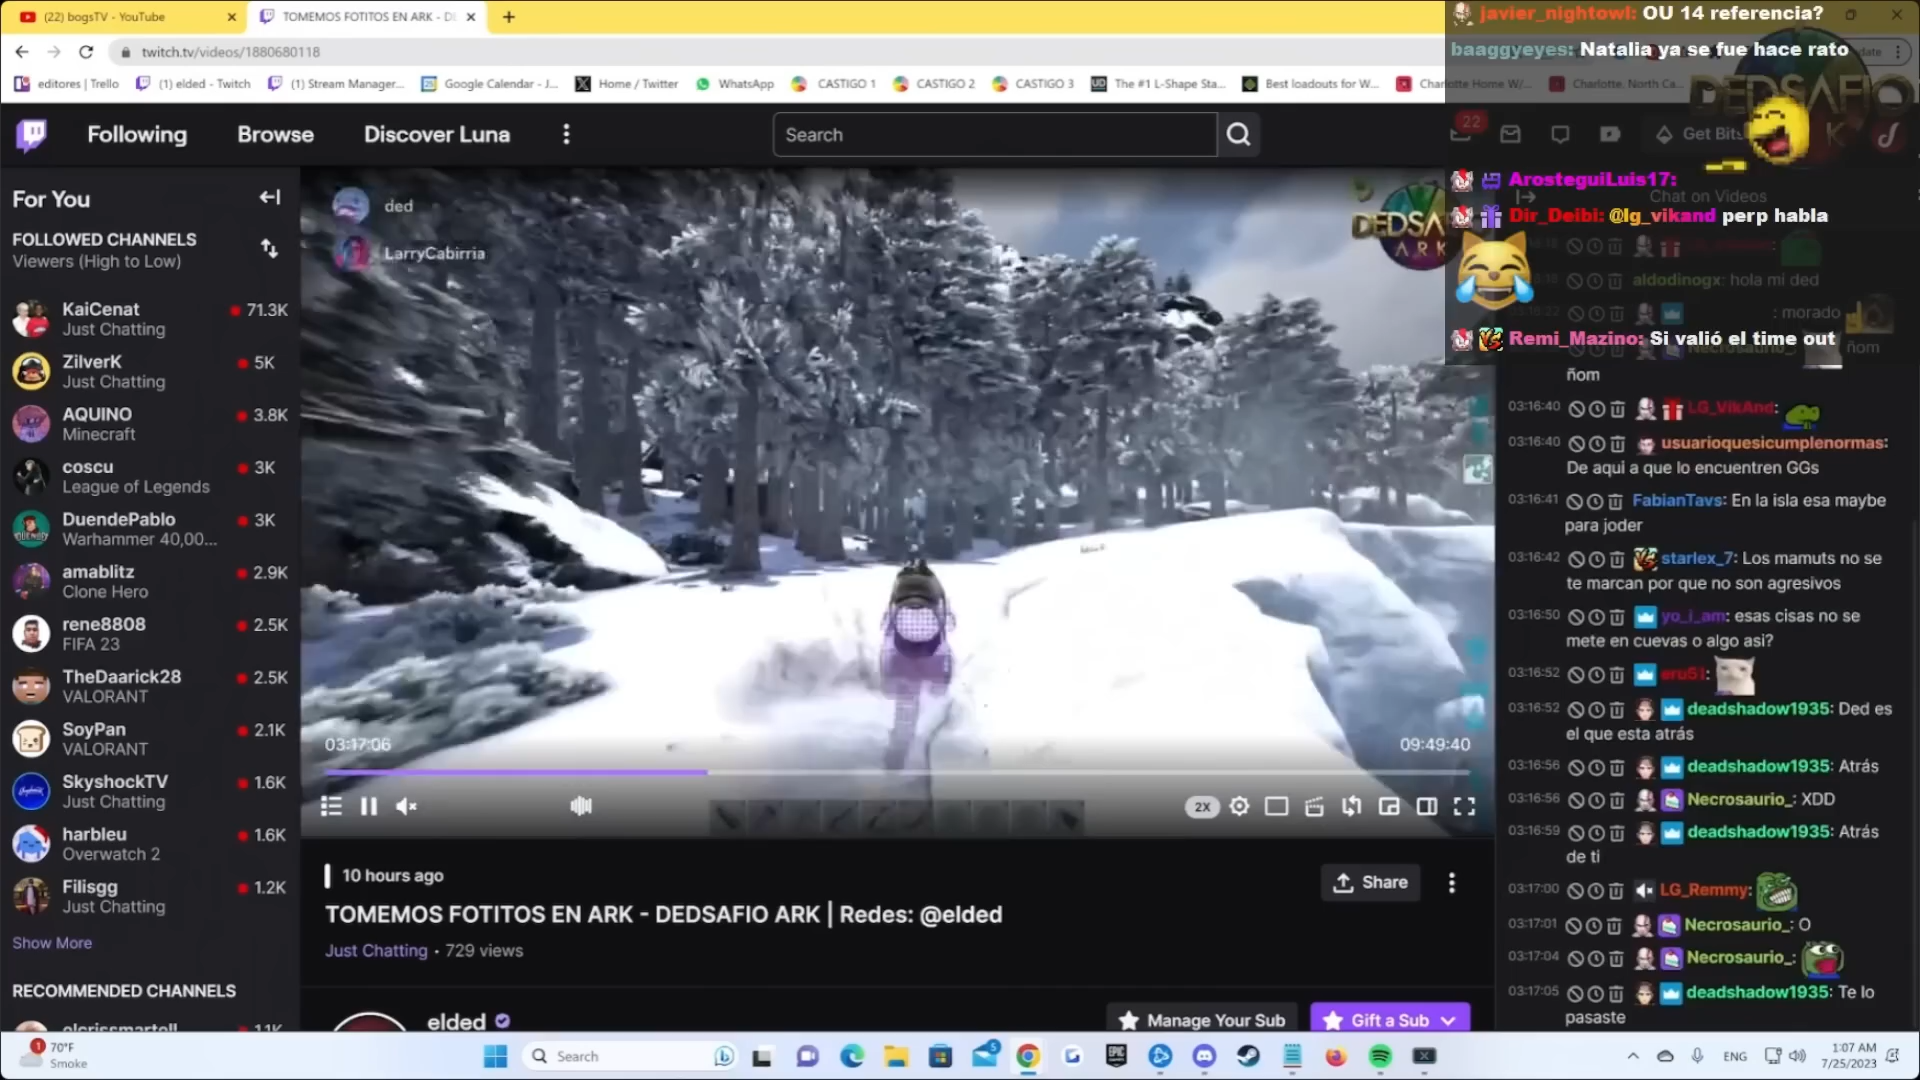 (22) bogsTV - YouTube
TOMEMOS FOTITOS EN ARK - DE
twitch.tv/videos/1880680118
editores | Trello
(1) elded - Twitch
(1) Stream Manager...
Google Calendar - J...
Home / Twitter
WhatsApp
CASTIGO 1
CASTIGO 2
CASTIGO 3
The #1 L-Shape Sta...
Best loadouts for W...
Charlotte Home W/...
Charlotte, North Ca...
javier_nightowl: OU 14 referencia?
baaggyeyes: Natalia ya se fue hace rato
DEDSAFIO
Following
Browse
Discover Luna
Search
22
Get Bits
ArosteguiLuis17:
Chat on Videos
Dir_Deibi: @lg_vikand perp habla
aldodinogx: hola mi ded
: morado
Remi_Mazino: Si valió el time out
ñom
ñom
For You
FOLLOWED CHANNELS
Viewers (High to Low)
KaiCenat
71.3K
Just Chatting
ZilverK
5K
Just Chatting
AQUINO
3.8K
Minecraft
coscu
3K
League of Legends
DuendePablo
3K
Warhammer 40,00...
amablitz
2.9K
Clone Hero
rene8808
2.5K
FIFA 23
TheDaarrick28
2.5K
VALORANT
SoyPan
2.1K
VALORANT
SkyshockTV
1.6K
Just Chatting
harbleu
1.6K
Overwatch 2
Filisgg
1.2K
Just Chatting
Show More
RECOMMENDED CHANNELS
ded
LarryCabirria
DEDSAFI
ARK
03:17:06
09:49:40
2X
10 hours ago
Share
TOMEMOS FOTITOS EN ARK - DEDSAFIO ARK | Redes: @elded
Just Chatting • 729 views
elded
Manage Your Sub
Gift a Sub
03:16:40 LG_VikAnd:
03:16:40 usuarioquesicumplenormas:
De aqui a que lo encuentren GGs
03:16:41 FabianTavs: En la isla esa maybe
para joder
03:16:42 starlex_7: Los mamuts no se
te marcan por que no son agresivos
03:16:50 yo_i_am: esas cisas no se
mete en cuevas o algo asi?
03:16:52 eru51:
03:16:52 deadshadow1935: Ded es
el que esta atrás
03:16:56 deadshadow1935: Atrás
03:16:56 Necrosaurio_: XDD
03:16:59 deadshadow1935: Atrás
de ti
03:17:00 LG_Remmy:
03:17:01 Necrosaurio_: O
03:17:04 Necrosaurio_:
03:17:05 deadshadow1935: Te lo
pasaste
1
70°F
Smoke
Search
5
EPIC
ENG
1:07 AM
7/25/2023